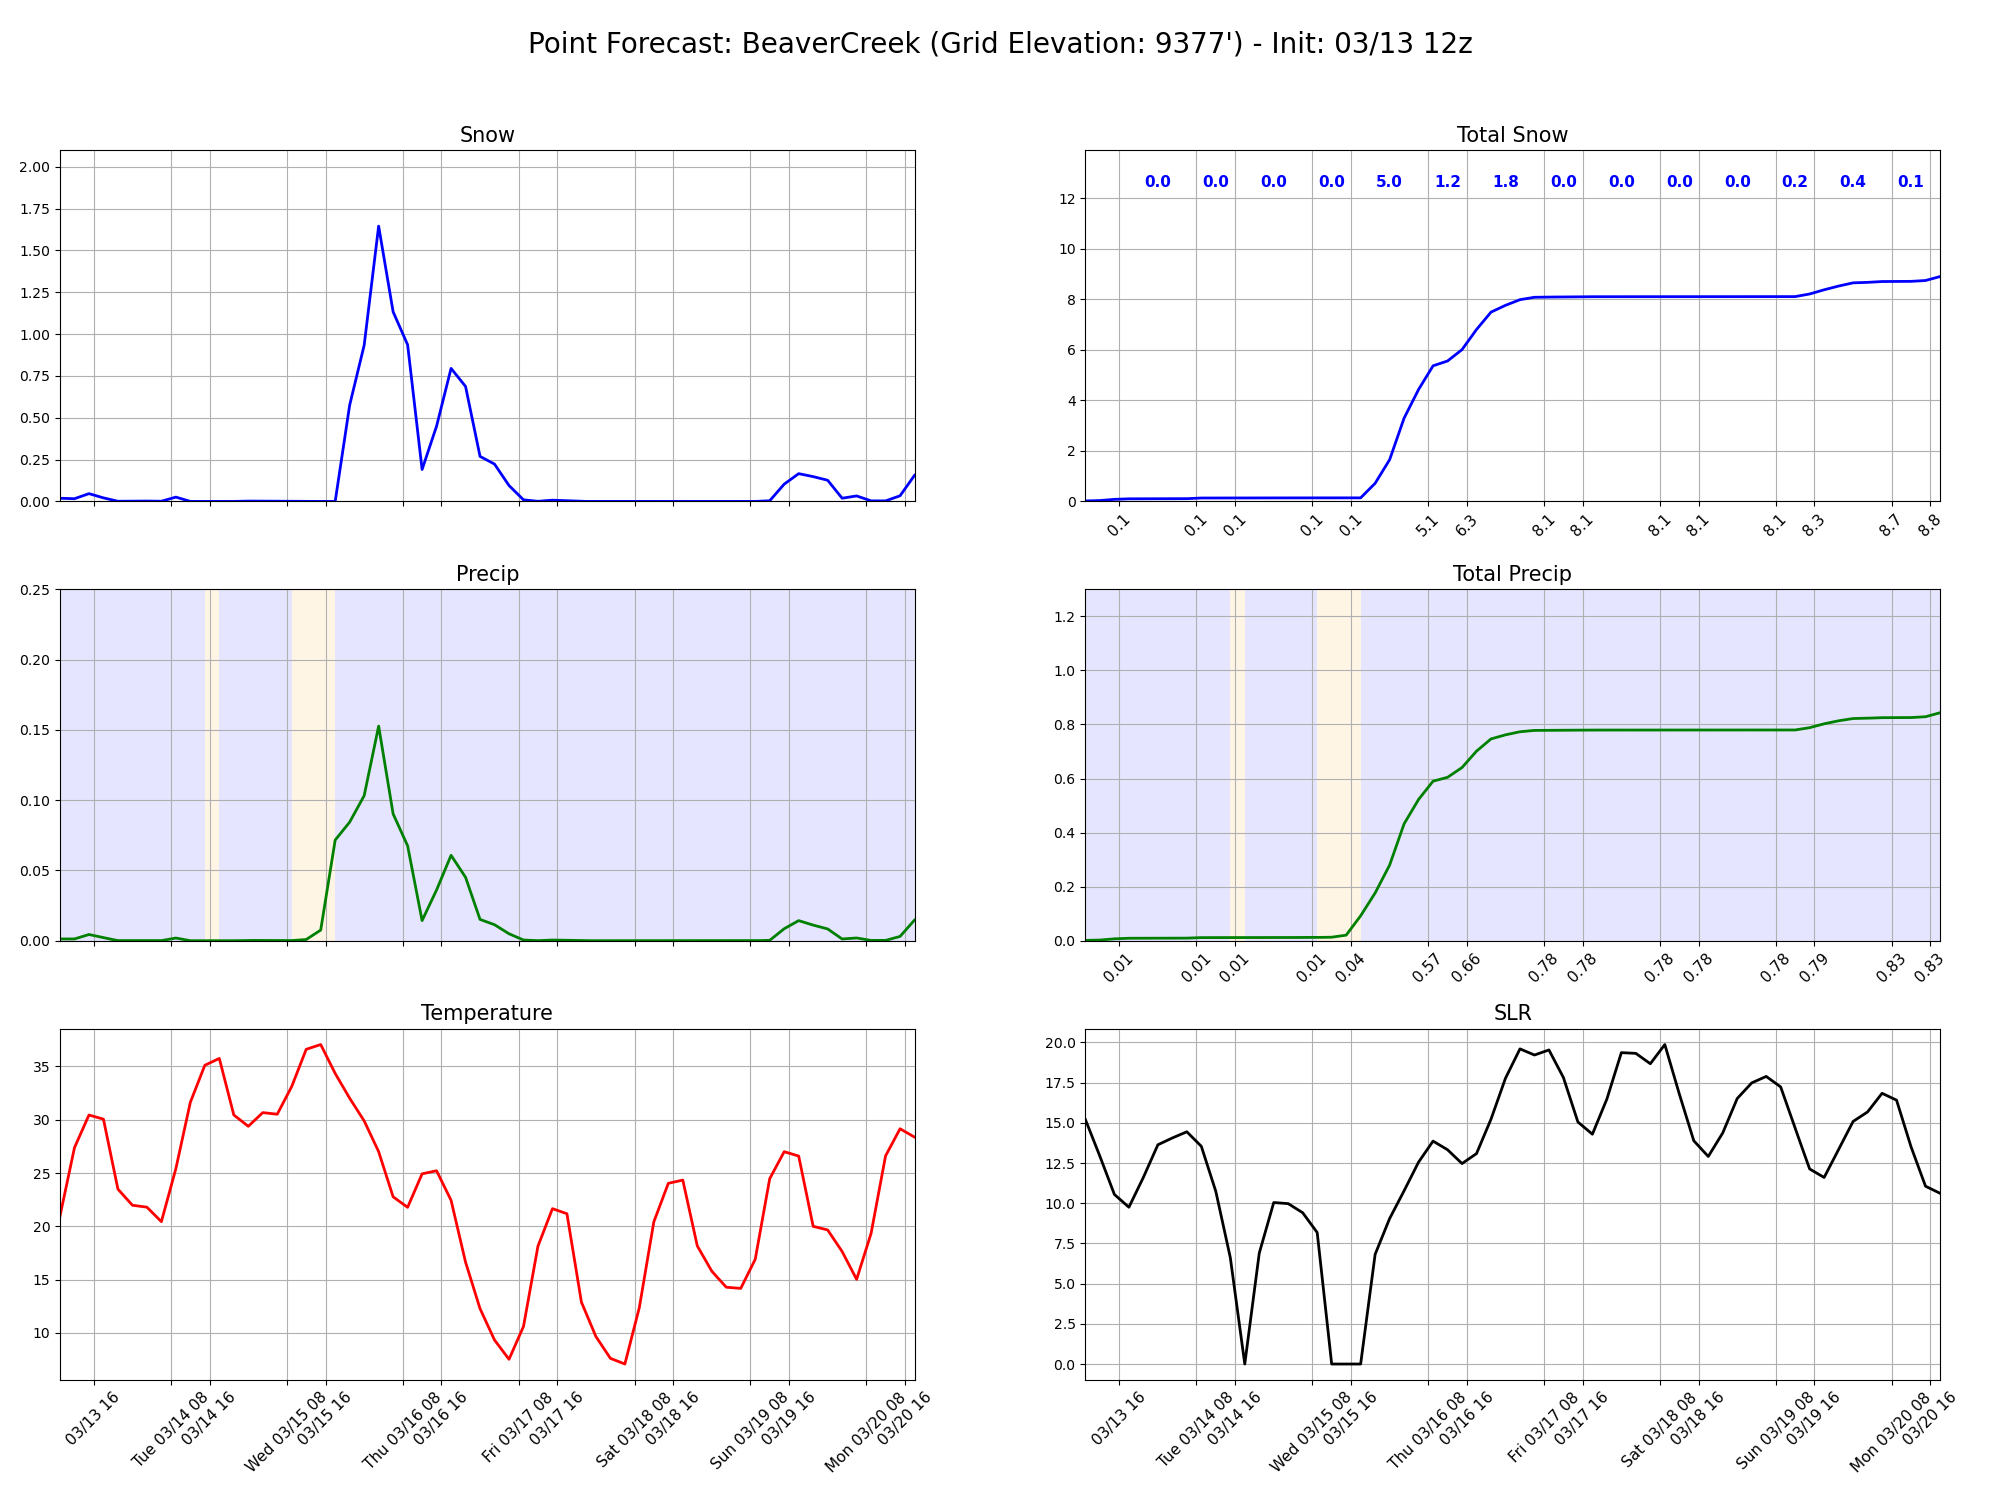 Point Forecast: BeaverCreek (Grid Elevation: 9377') - Init: 03/13 12z
Snow
2.00
1.75
1.50
1.25
1.00
0.75
0.50
0.25
0.00
Total Snow
0.0 0.0 0.0 0.0 5.0 1.2 1.8 0.0 0.0 0.0 0.0 0.2 0.4 0.1
12
10
8
6
4
2
0
0.1 0.1 0.1 0.1 0.1 5.1 6.3 8.1 8.1 8.1 8.1 8.1 8.3 8.7 8.8
Precip
0.25
0.20
0.15
0.10
0.05
0.00
Total Precip
1.2
1.0
0.8
0.6
0.4
0.2
0.0
0.01 0.01 0.01 0.01 0.04 0.57 0.66 0.78 0.78 0.78 0.78 0.78 0.79 0.83 0.83
Temperature
35
30
25
20
15
10
03/13 16
Tue 03/14 08
03/14 16
Wed 03/15 08
03/15 16
Thu 03/16 08
03/16 16
Fri 03/17 08
03/17 16
Sat 03/18 08
03/18 16
Sun 03/19 08
03/19 16
Mon 03/20 08
03/20 16
SLR
20.0
17.5
15.0
12.5
10.0
7.5
5.0
2.5
0.0
03/13 16
Tue 03/14 08
03/14 16
Wed 03/15 08
03/15 16
Thu 03/16 08
03/16 16
Fri 03/17 08
03/17 16
Sat 03/18 08
03/18 16
Sun 03/19 08
03/19 16
Mon 03/20 08
03/20 16